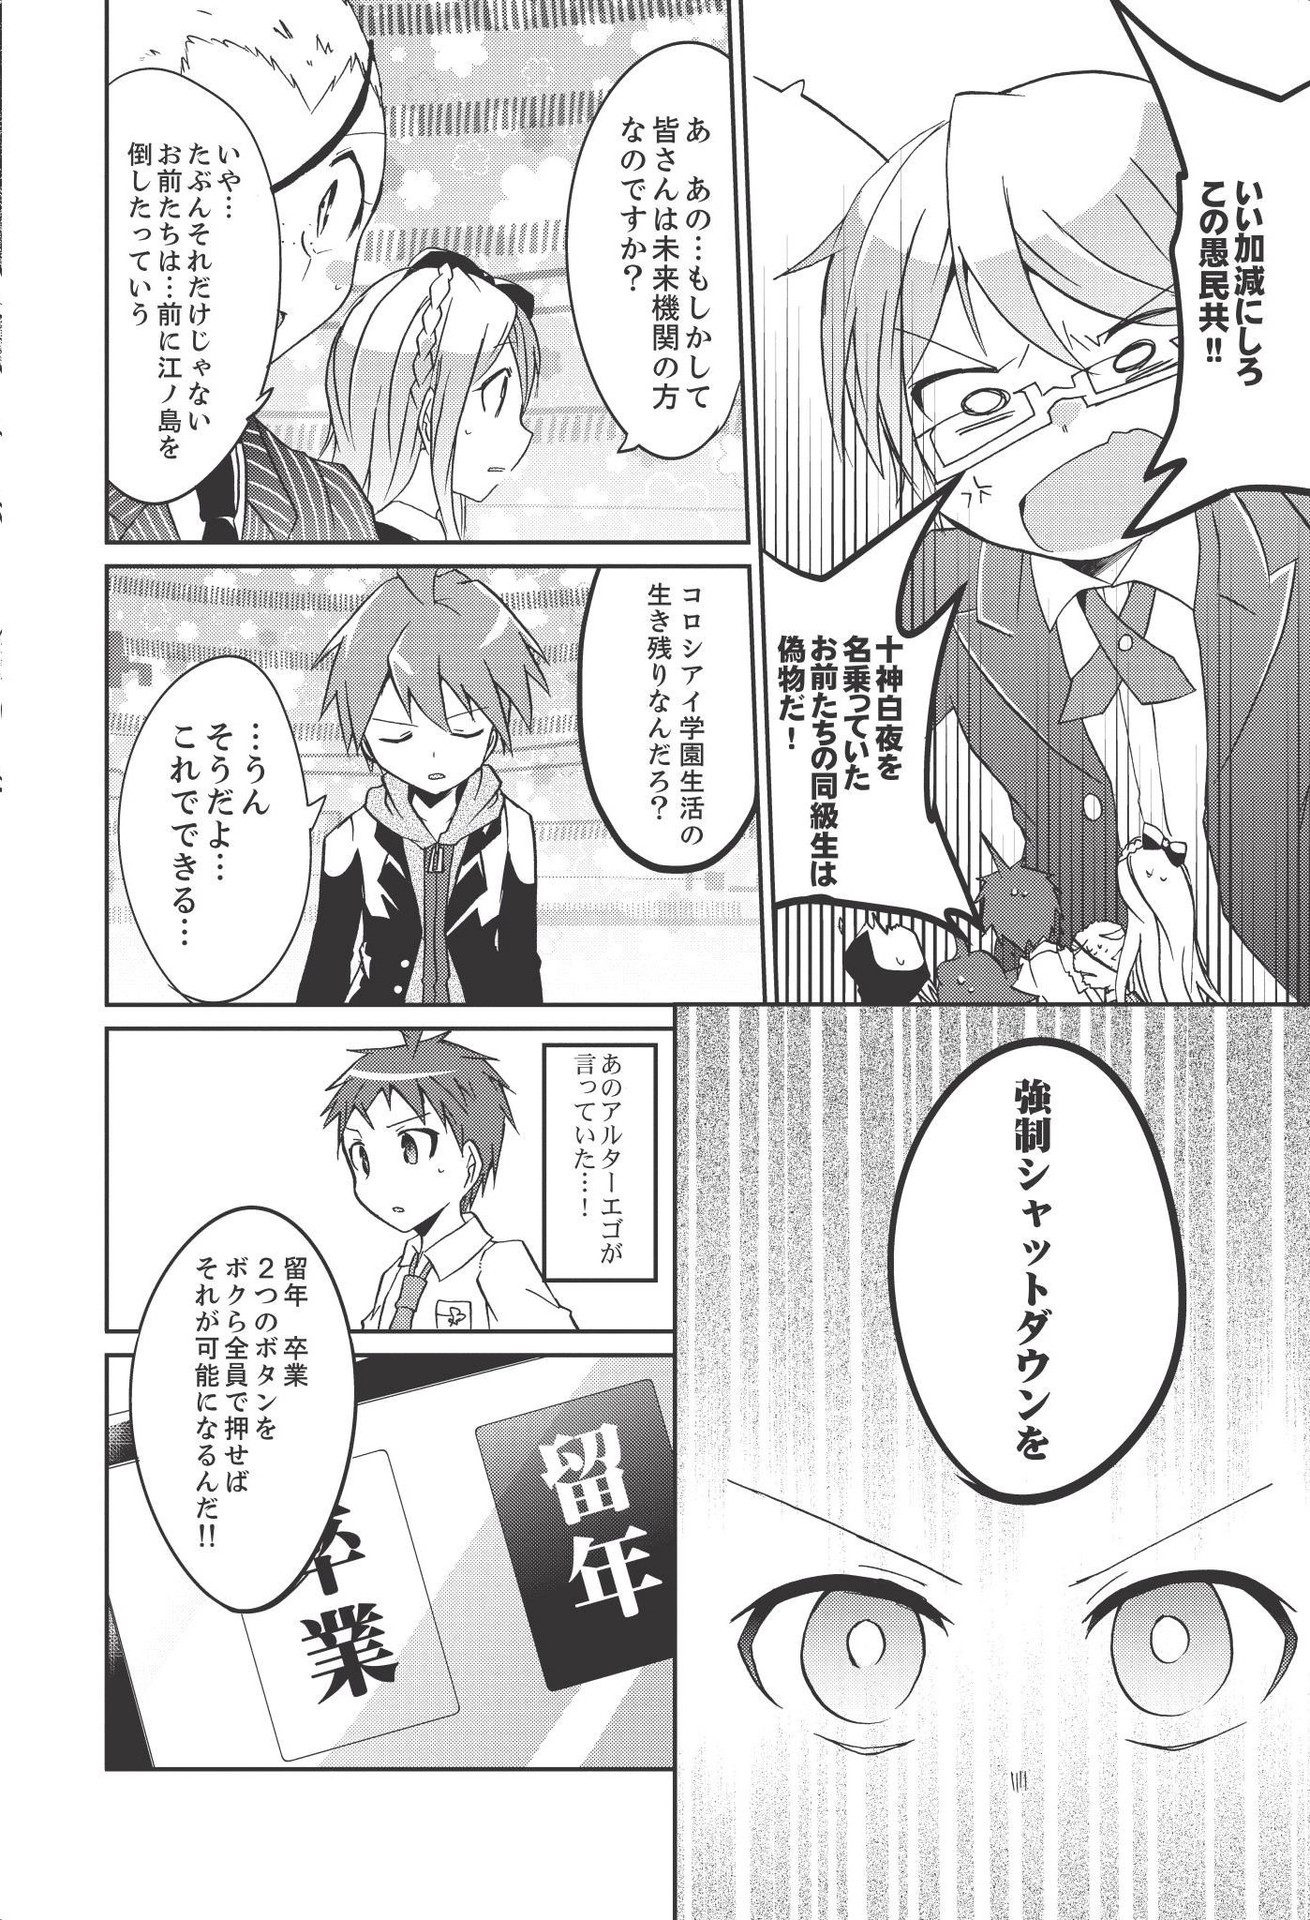 いい加減にしろ
この愚民共!!
十神白夜を
名乗っていた
お前たちの同級生は
偽物だ!
あ　あの…もしかして
皆さんは未来機関の方
なのですか?
いや…
たぶんそれだけじゃない
お前たちは…前に江ノ島を
倒したっていう
コロシアイ学園生活の
生き残りなんだろ?
…うん
そうだよ…
これでできる…
強制シャットダウンを
あのアルターエゴが
言っていた…!
留年　卒業
2つのボタンを
ボクら全員で押せば
それが可能になるんだ!!
留年
卒業